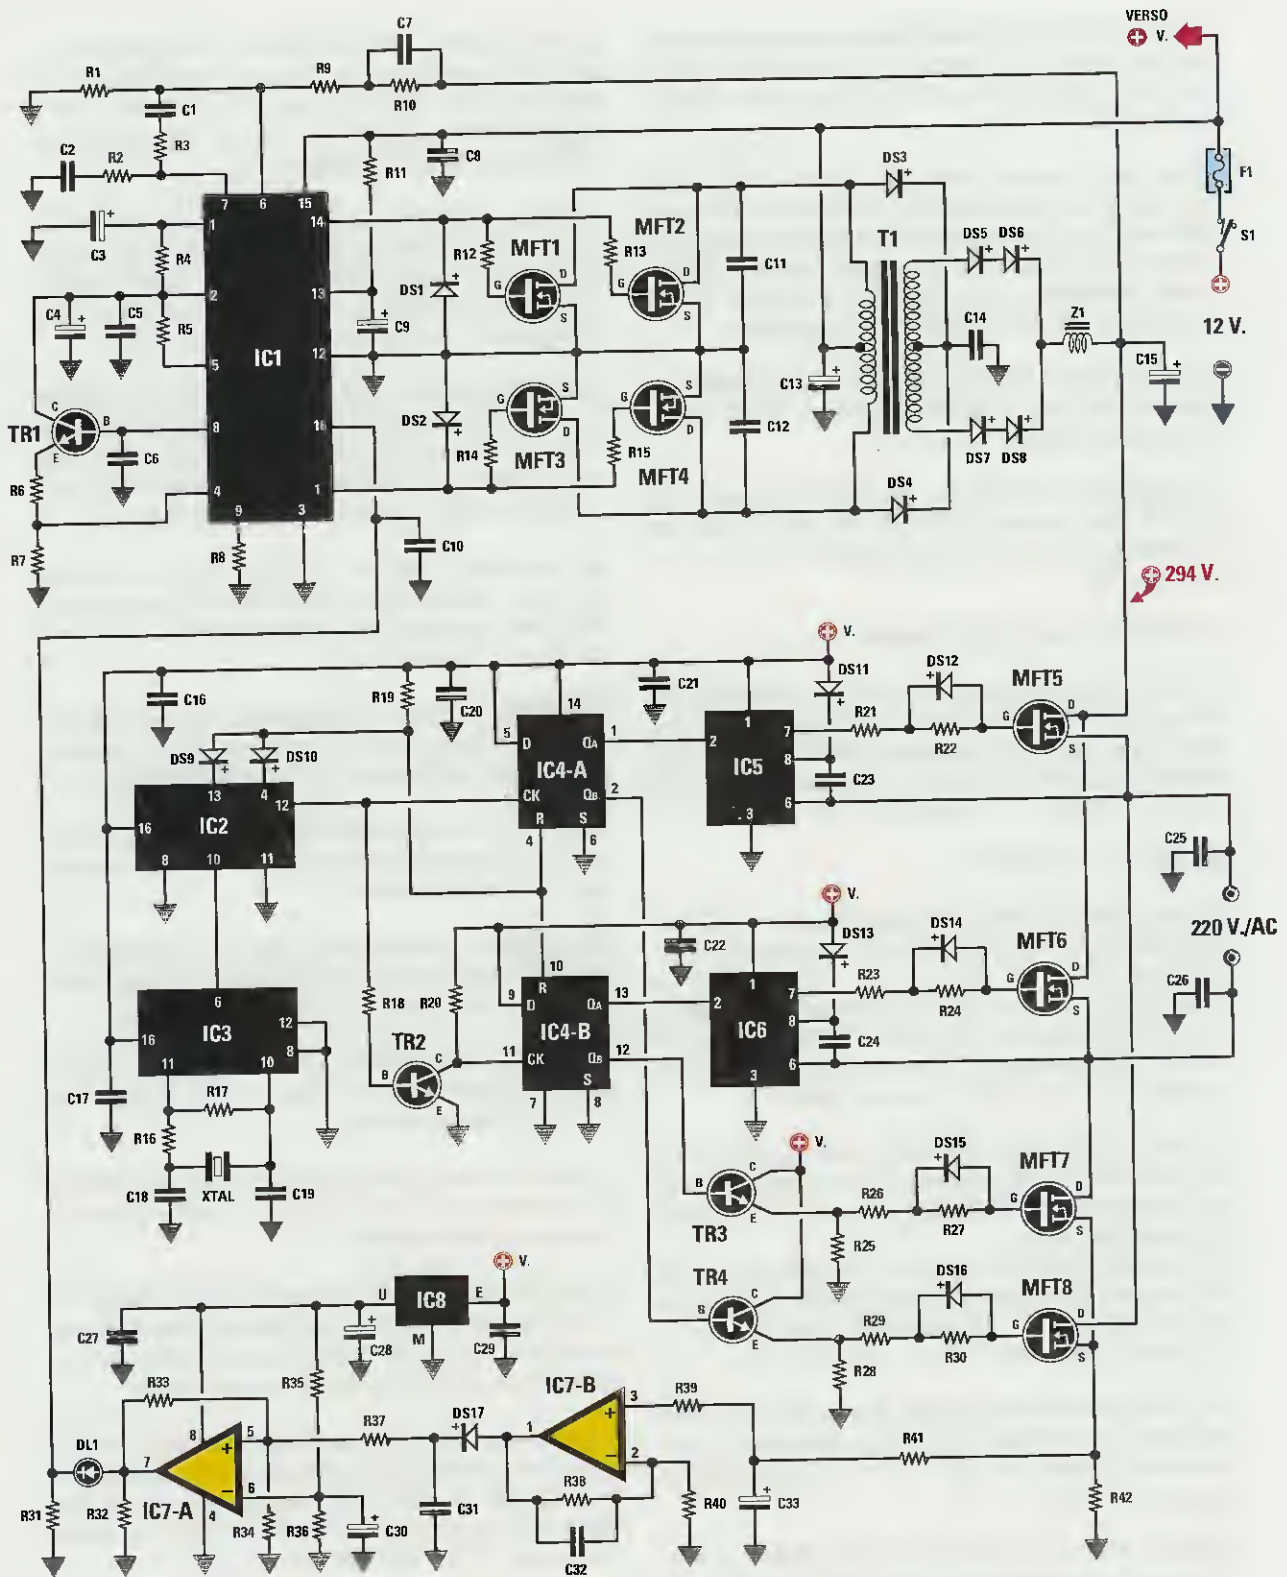 VERSO
V.
C7
R1
R9
R10
C1
R3
C2
R2
C8
R11
DS3
F1
S1
7 6 15
C3
R4
1
14
R12
MFT1
MFT2
R13
D
D
G
G
S
S
C11
T1
DS5
DS6
C4
C5
R5
2
5
IC1
13
12
16
DS1
C9
C13
C14
Z1
C15
12 V.
TR1
C
B
E
C6
8
DS2
G
S
D
G
S
D
C12
R14
MFT3
R15
MFT4
DS7
DS8
DS4
R6
R7
4
1
9
3
R8
C10
294 V.
V.
C16
R19
C20
C21
DS11
DS12
MFT5
DS9
DS10
14
5 D
QA 1
2
1
7
8
6
3
IC5
R21
R22
G
D
S
C23
13 4
12
16
IC2
8 10 11
IC4-A
CK
QB 2
R S
4 6
C25
220 V./AC
C26
V.
DS13
C22
DS14
MFT6
R18
R20
10
R
9 D
QA 13
2
1
7
8
6
3
IC6
R23
R24
G
D
S
C24
6
16
IC3
12
8
11 10
TR2
C
B
E
IC4-B
11 CK
QB 12
S
7 8
C17
R17
R16
C18
XTAL
C19
V.
DS15
MFT7
B
C
E
TR3
R26
R27
R25
G
D
S
TR4
B
C
E
DS16
MFT8
R29
R30
R28
G
D
S
V.
U
IC8
E
M
C27
C28
C29
R35
R33
IC7-B
R39
DS17
R37
1
3
2
+
−
R41
DL1
7
8
5
6
4
+
−
IC7-A
R38
R40
C33
R42
R31
R32
R34
R36
C30
C31
C32